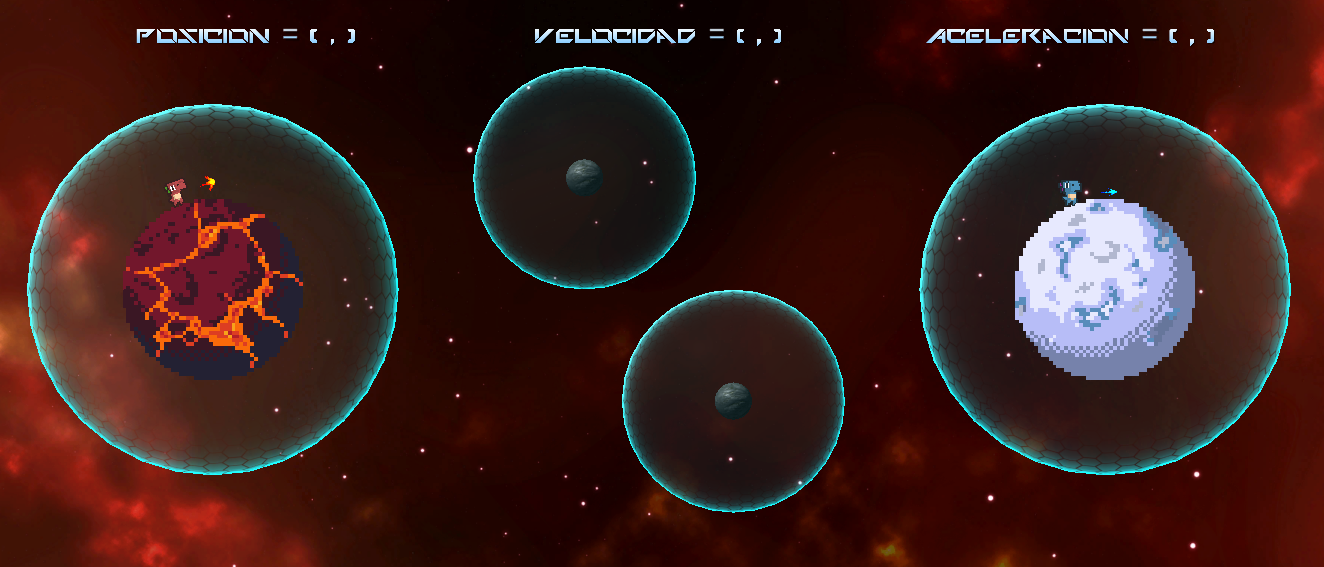 POSICION = ( , )
VELOCIDAD = ( , )
ACELERACION = ( , )